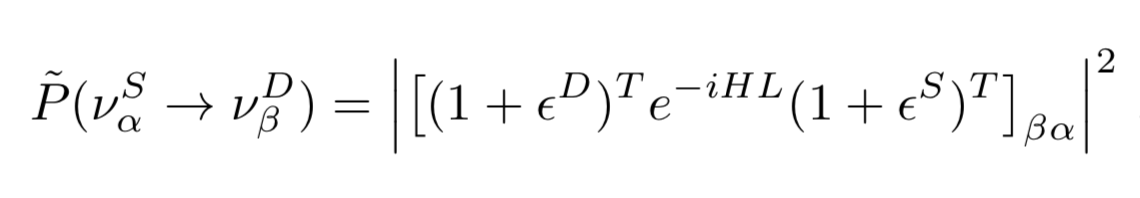 P̃(ν_α^S → ν_β^D) = |[(1 + ϵ^D)^T e^{−iHL}(1 + ϵ^S)^T]_{βα}|^2